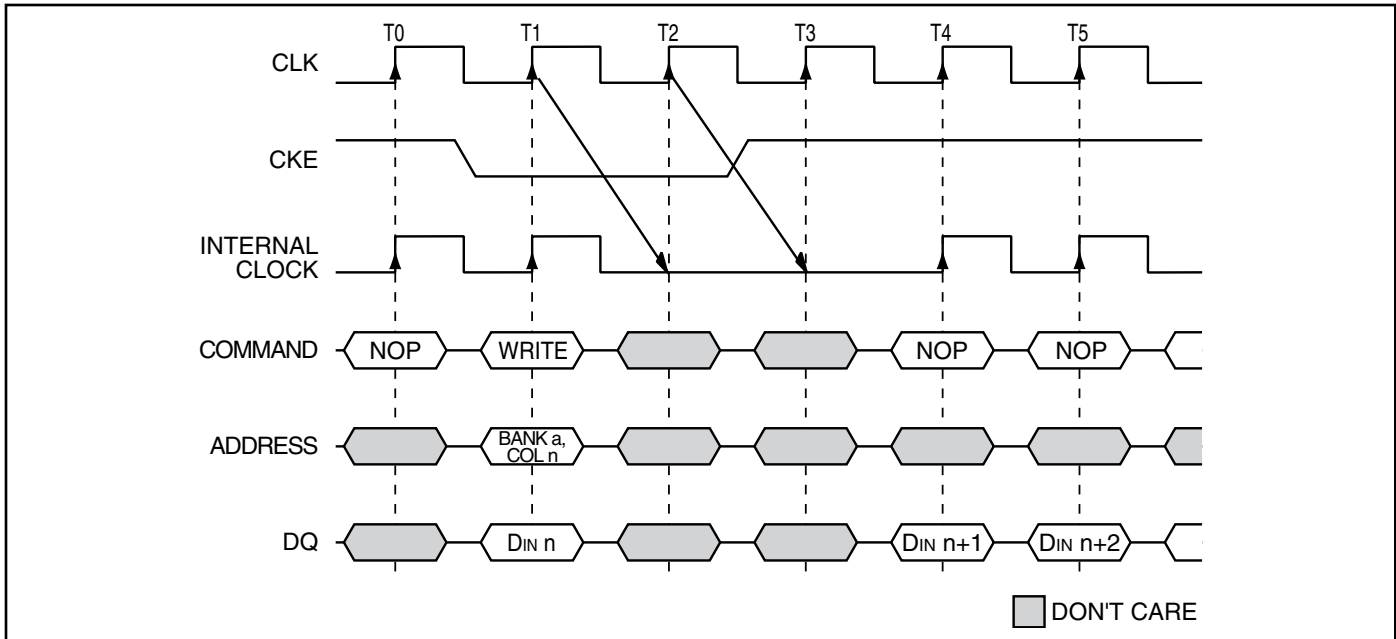 T0 T1 T2 T3 T4 T5
CLK
CKE
INTERNAL
CLOCK
COMMAND NOP WRITE NOP NOP
ADDRESS BANK a,
COL n
DQ DIN n DIN n+1 DIN n+2
DON'T CARE